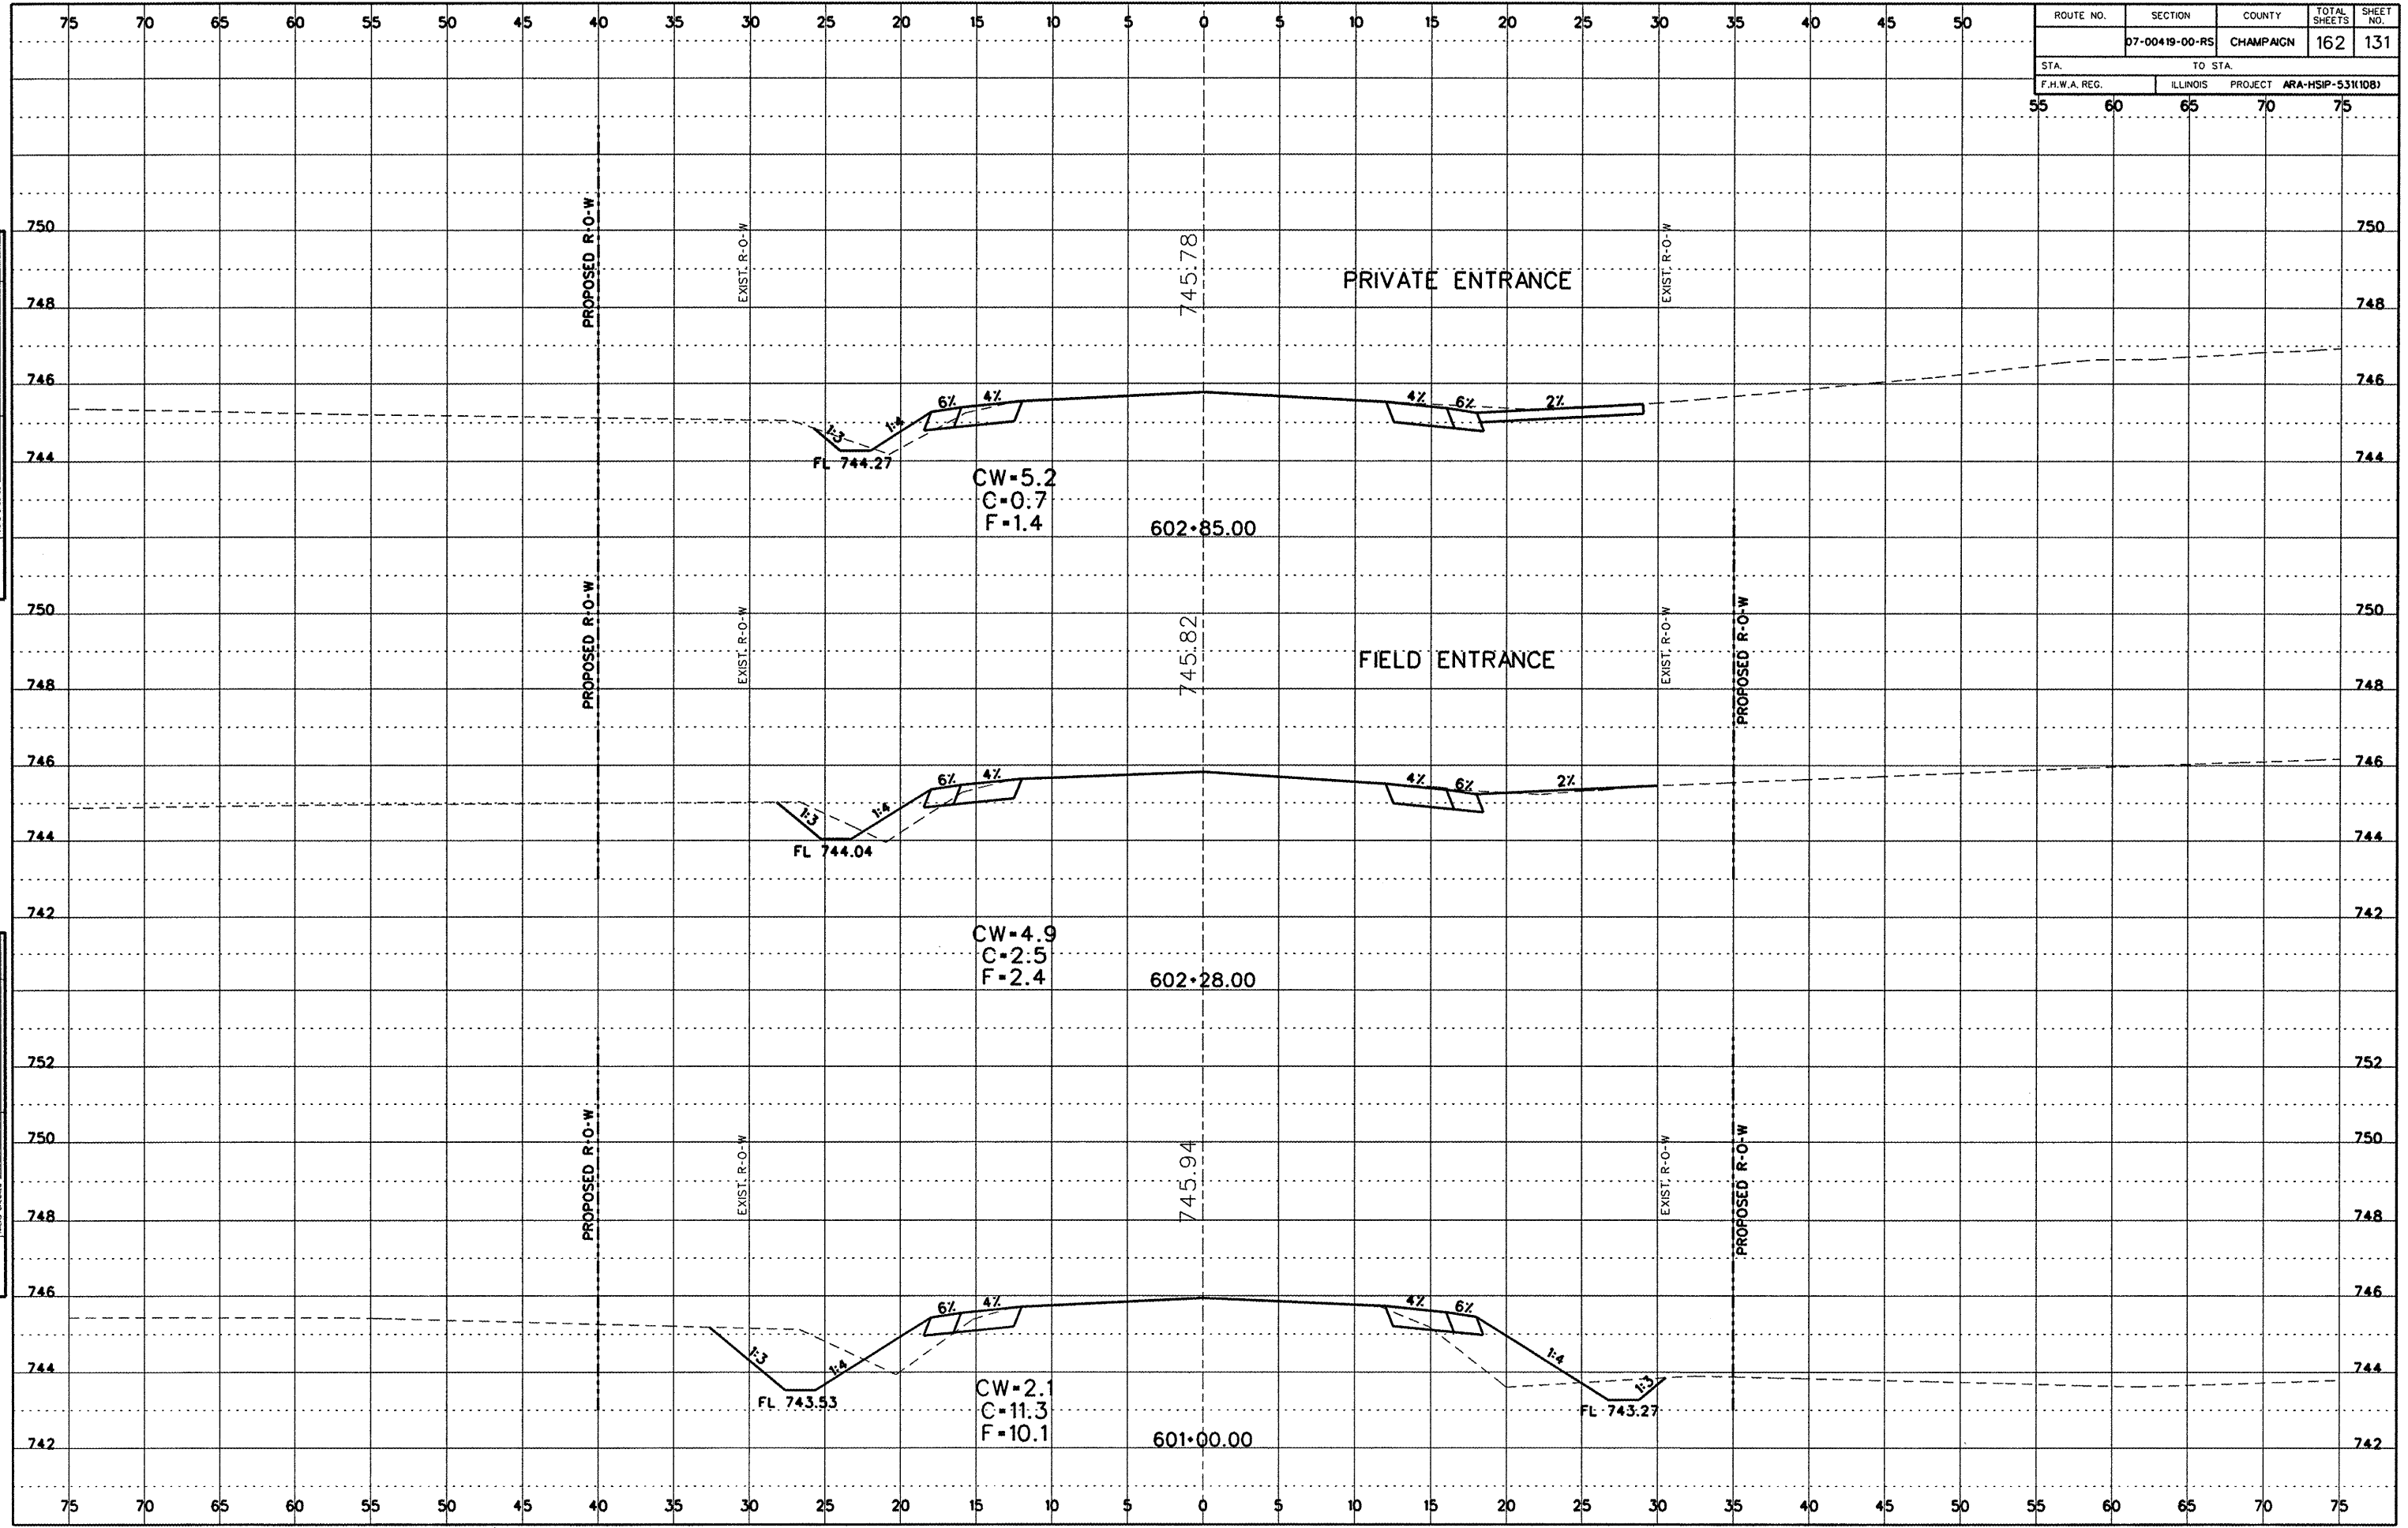 75 70 65 60 55 50 45 40 35 30 25 20 15 10 5 0 5 10 15 20 25 30 35 40 45 50
ROUTE NO. SECTION COUNTY TOTAL SHEETS SHEET NO.
07-00419-00-RS CHAMPAIGN 162 131
STA. TO STA.
F.H.W.A. REG. ILLINOIS PROJECT ARA-HSIP-531(108)
55 60 65 70 75
750 750
748 748
746 746
744 744
PROPOSED R-O-W
EXIST. R-O-W
745.78
PRIVATE ENTRANCE
EXIST. R-O-W
1:3 1:4 6% 4% 4% 6% 2%
FL 744.27
CW=5.2
C=0.7
F=1.4
602+85.00
750 750
748 748
746 746
744 744
742 742
PROPOSED R-O-W
EXIST. R-O-W
745.82
FIELD ENTRANCE
EXIST. R-O-W
PROPOSED R-O-W
1:3 1:4 6% 4% 4% 6% 2%
FL 744.04
CW=4.9
C=2.5
F=2.4
602+28.00
752 752
750 750
748 748
746 746
744 744
742 742
PROPOSED R-O-W
EXIST. R-O-W
745.94
EXIST. R-O-W
PROPOSED R-O-W
1:3 1:4 6% 4% 4% 6% 1:4 1:3
FL 743.53
FL 743.27
CW=2.1
C=11.3
F=10.1
601+00.00
75 70 65 60 55 50 45 40 35 30 25 20 15 10 5 0 5 10 15 20 25 30 35 40 45 50 55 60 65 70 75